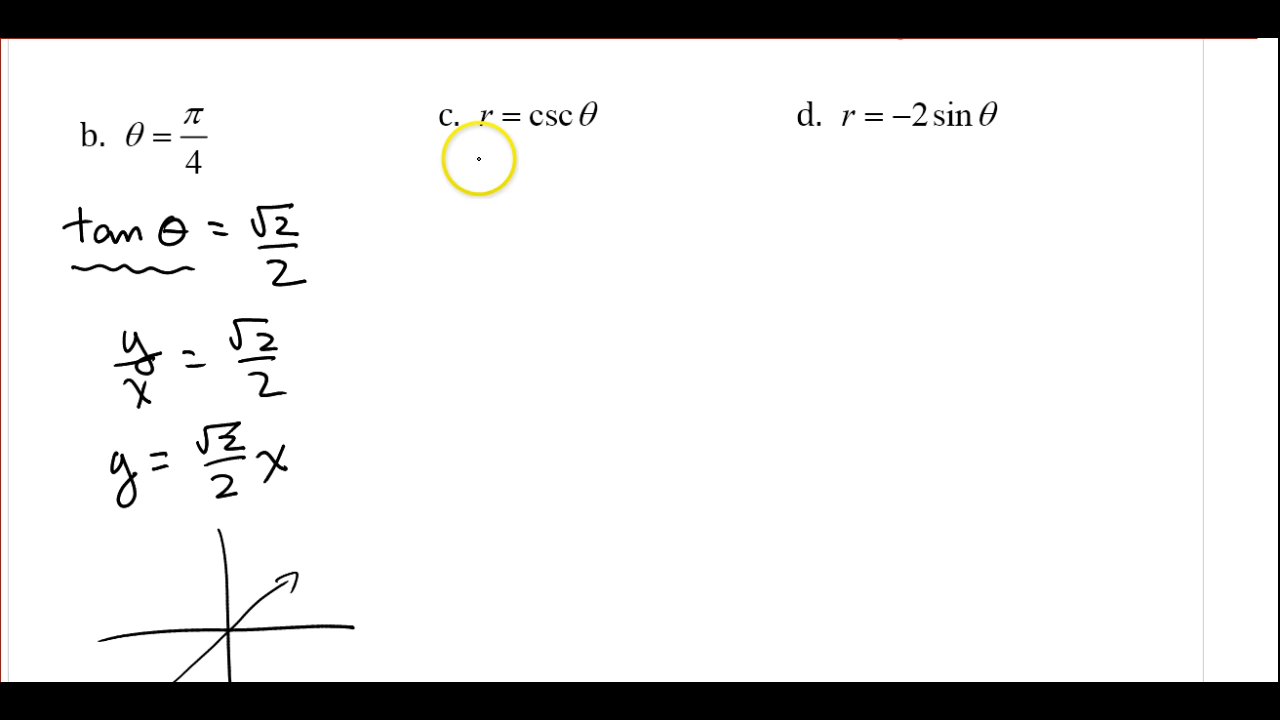 b. θ = π/4
c. r = csc θ
d. r = −2 sin θ
tan θ = √2/2
y/x = √2/2
y = √2/2 x